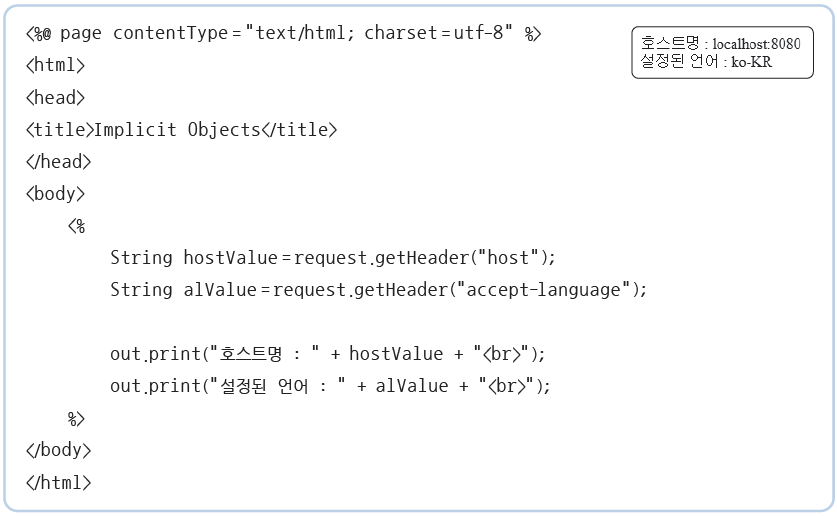 <%@ page contentType="text/html; charset=utf-8" %>
<html>
<head>
<title>Implicit Objects</title>
</head>
<body>
<%
String hostValue=request.getHeader("host");
String alValue=request.getHeader("accept-language");
out.print("호스트명 : " + hostValue + "<br>");
out.print("설정된 언어 : " + alValue + "<br>");
%>
</body>
</html>
호스트명 : localhost:8080
설정된 언어 : ko-KR